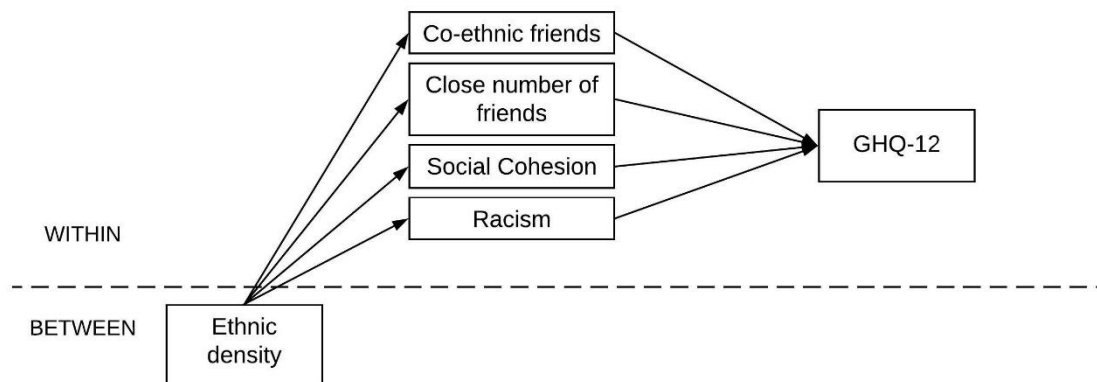 Co-ethnic friends
Close number of
friends
GHQ-12
Social Cohesion
Racism
WITHIN
BETWEEN
Ethnic
density